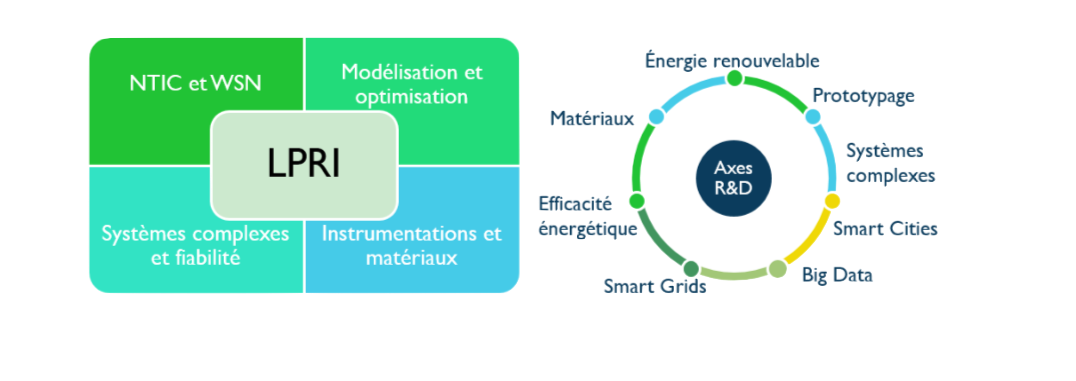 NTIC et WSN
Modélisation et
optimisation
LPRI
Systèmes complexes
et fiabilité
Instrumentations et
matériaux
Énergie renouvelable
Prototypage
Systèmes
complexes
Smart Cities
Big Data
Smart Grids
Efficacité
énergétique
Matériaux
Axes
R&D